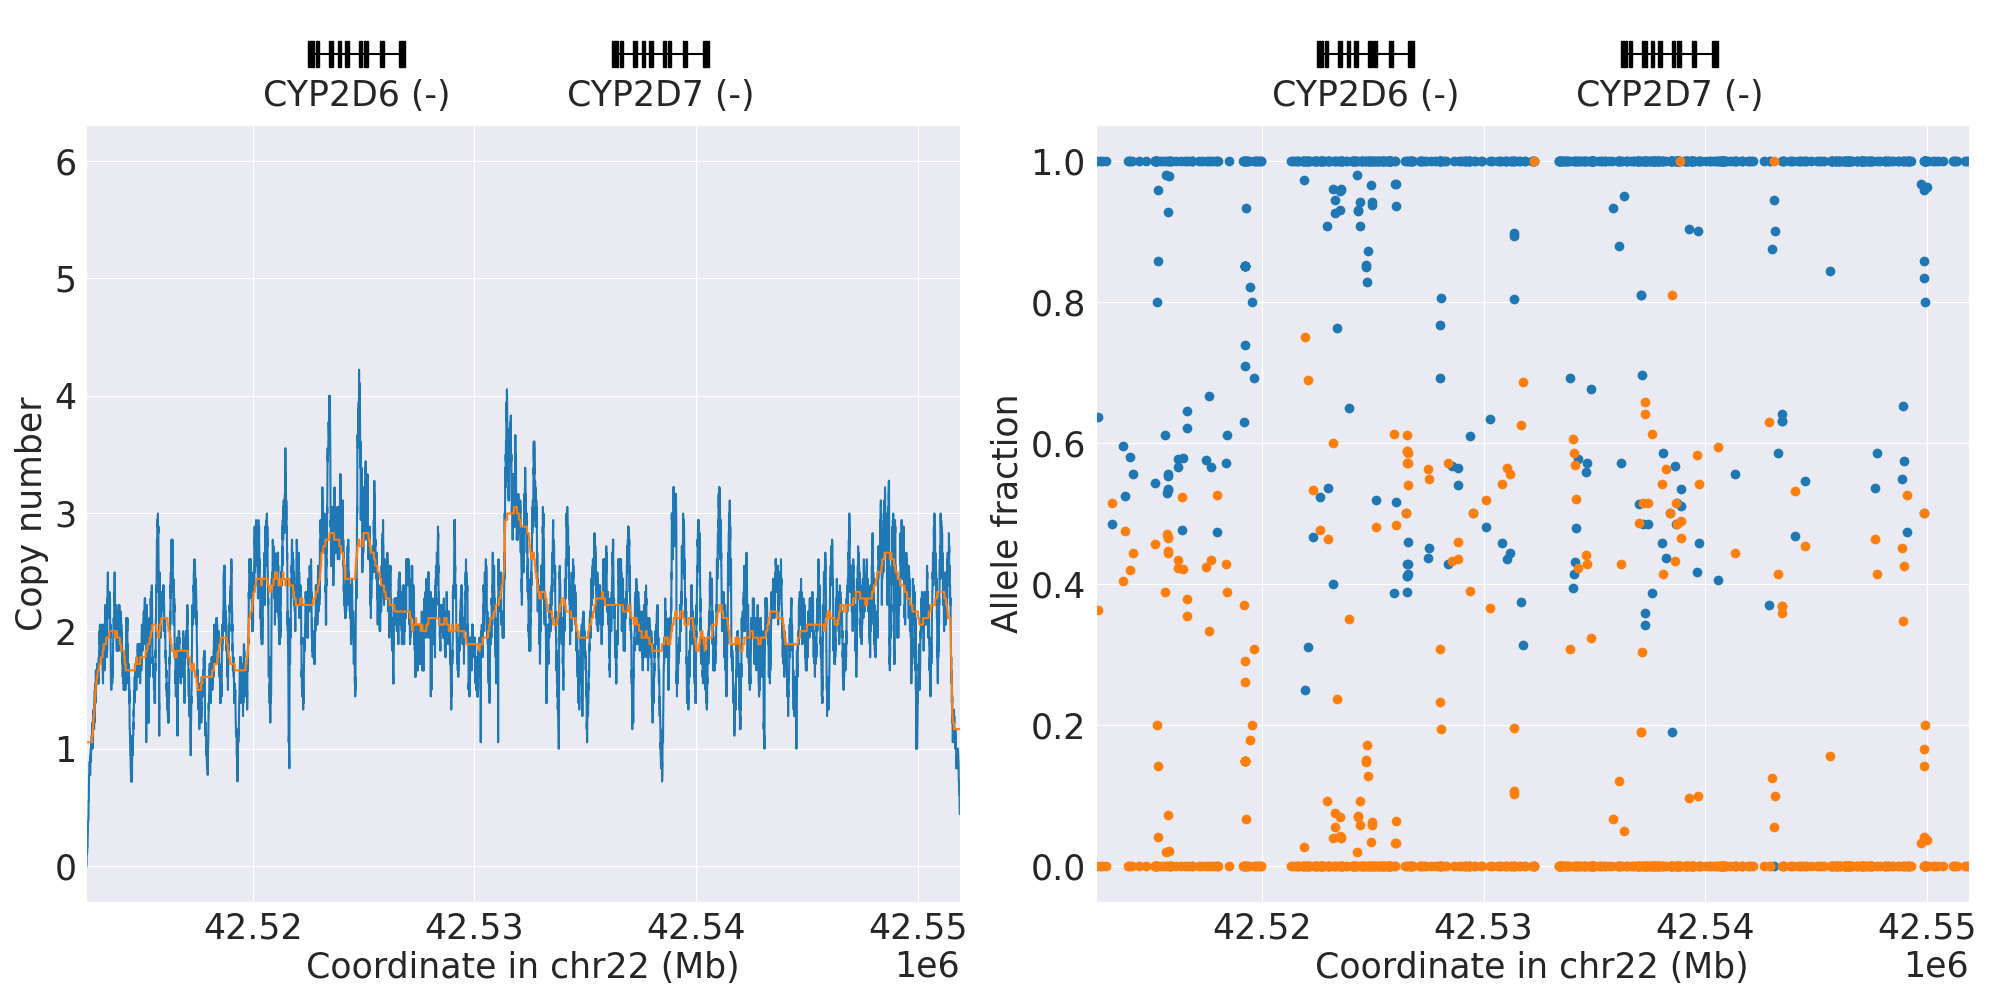 CYP2D6 (-) CYP2D7 (-)
6
5
4
3
2
1
0
Copy number
42.52 42.53 42.54 42.55
1e6
Coordinate in chr22 (Mb)
CYP2D6 (-) CYP2D7 (-)
1.0
0.8
0.6
0.4
0.2
0.0
Allele fraction
42.52 42.53 42.54 42.55
1e6
Coordinate in chr22 (Mb)